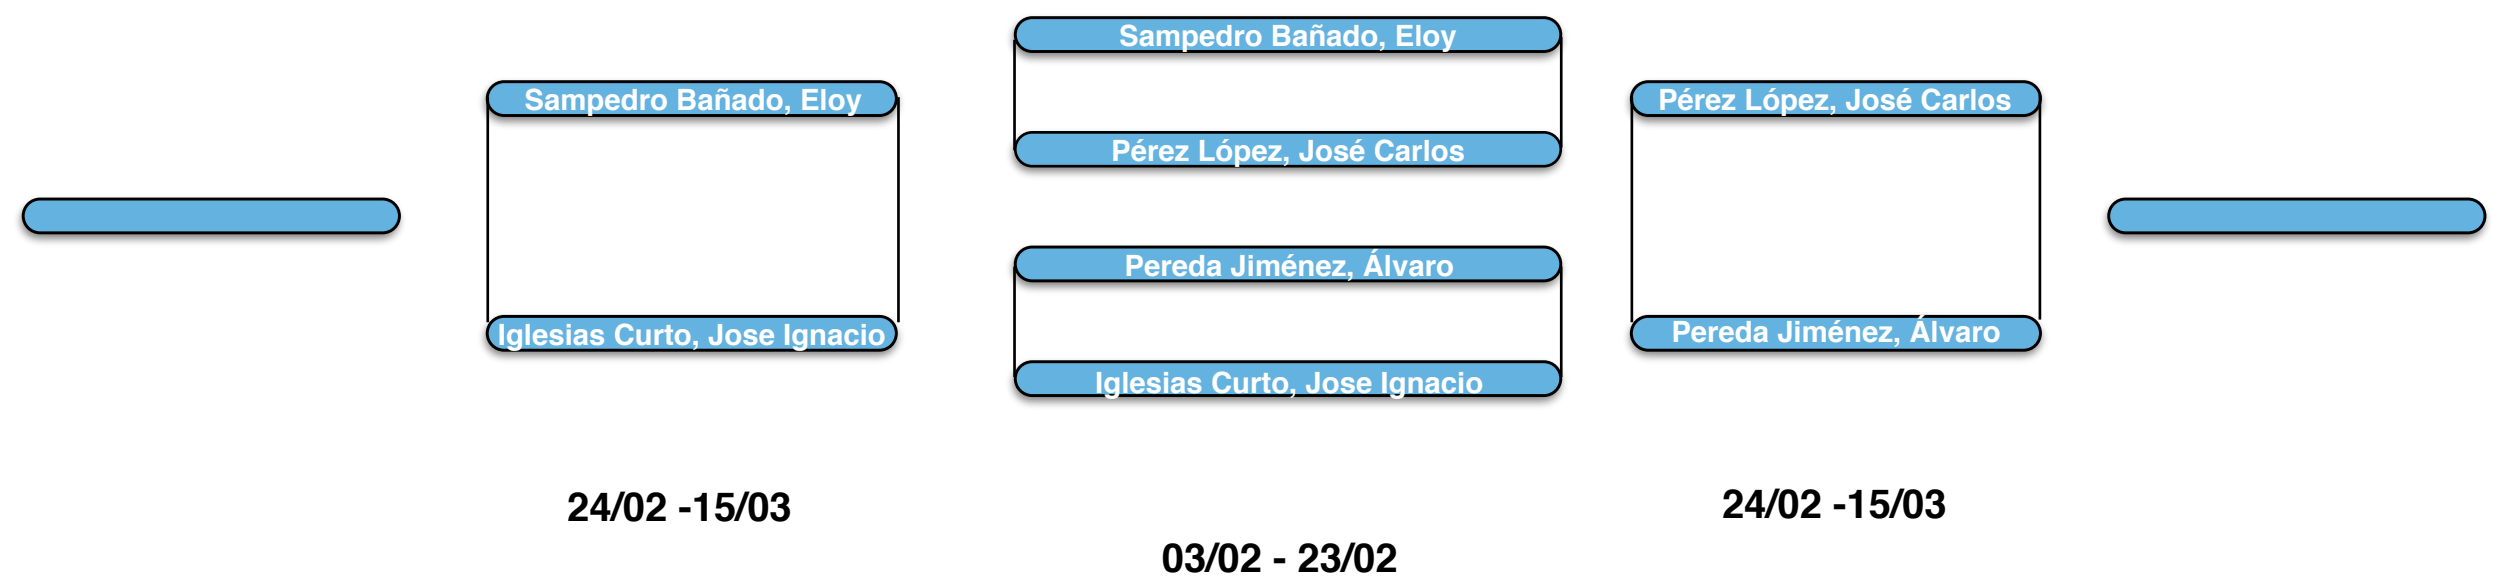 Sampedro Bañado, Eloy
Iglesias Curto, Jose Ignacio
24/02 -15/03
Sampedro Bañado, Eloy
Pérez López, José Carlos
Pereda Jiménez, Álvaro
Iglesias Curto, Jose Ignacio
03/02 - 23/02
Pérez López, José Carlos
Pereda Jiménez, Álvaro
24/02 -15/03